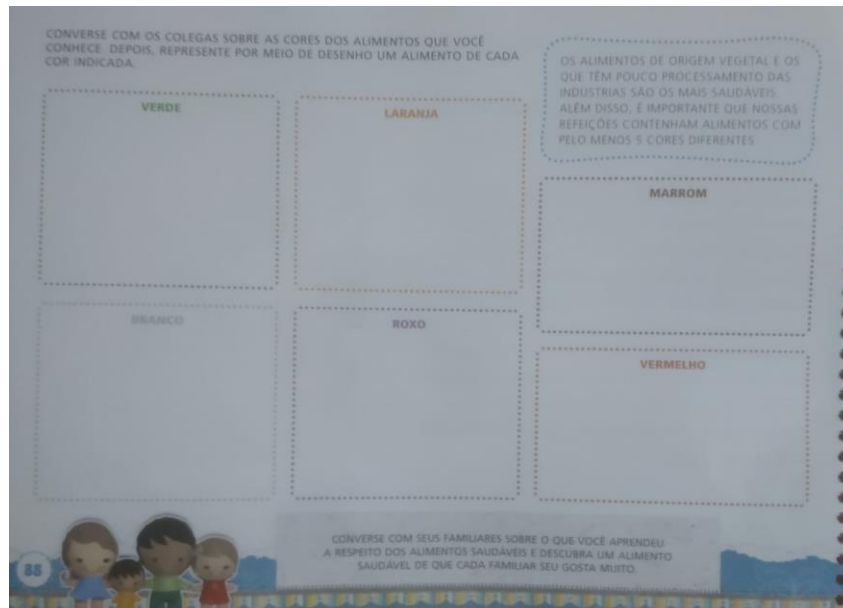 CONVERSE COM OS COLEGAS SOBRE AS CORES DOS ALIMENTOS QUE VOCÊ
CONHECE. DEPOIS, REPRESENTE POR MEIO DE DESENHO UM ALIMENTO DE CADA
COR INDICADA.
OS ALIMENTOS DE ORIGEM VEGETAL E OS
QUE TÊM POUCO PROCESSAMENTO DAS
INDÚSTRIAS SÃO OS MAIS SAUDÁVEIS.
ALÉM DISSO, É IMPORTANTE QUE NOSSAS
REFEIÇÕES CONTENHAM ALIMENTOS COM
PELO MENOS 5 CORES DIFERENTES
VERDE
LARANJA
MARROM
BRANCO
ROXO
VERMELHO
CONVERSE COM SEUS FAMILIARES SOBRE O QUE VOCÊ APRENDEU
A RESPEITO DOS ALIMENTOS SAUDÁVEIS E DESCUBRA UM ALIMENTO
SAUDÁVEL DE QUE CADA FAMILIAR SEU GOSTA MUITO.
88